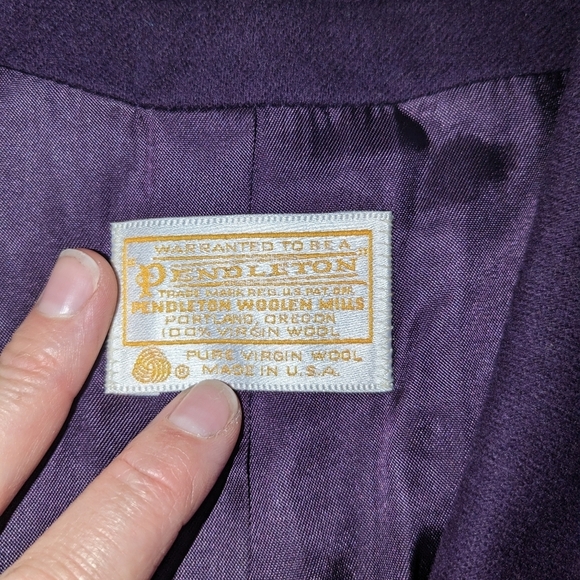 WARRANTED TO BE A
"PENDLETON"
TRADE MARK REG. U.S. PAT. OFF.
PENDLETON WOOLEN MILLS
PORTLAND, OREGON
100% VIRGIN WOOL
PURE VIRGIN WOOL
® MADE IN U.S.A.